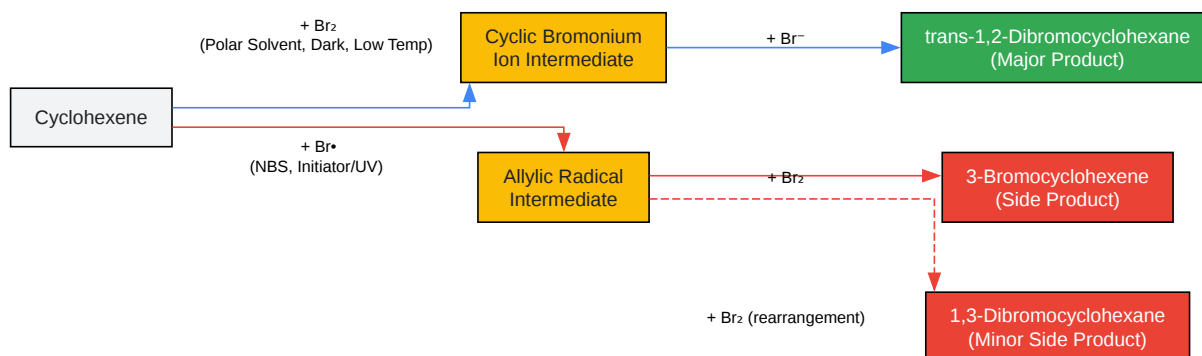 + Br₂
(Polar Solvent, Dark, Low Temp)
Cyclic Bromonium
Ion Intermediate
+ Br⁻
trans-1,2-Dibromocyclohexane
(Major Product)
Cyclohexene
+ Br•
(NBS, Initiator/UV)
Allylic Radical
Intermediate
+ Br₂
3-Bromocyclohexene
(Side Product)
+ Br₂ (rearrangement)
1,3-Dibromocyclohexane
(Minor Side Product)